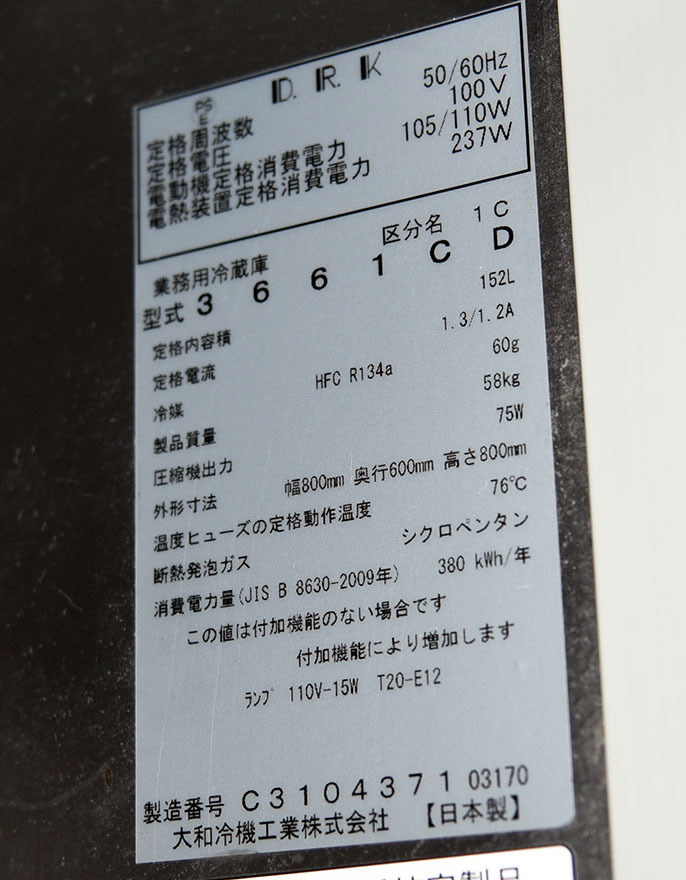 PS
E
D. R. K
定格周波数 50/60Hz
定格電圧 100V
電動機定格消費電力 105/110W
電熱装置定格消費電力 237W
業務用冷蔵庫 区分名 1C
型式 3661CD
定格内容積 152L
定格電流 1.3/1.2A
冷媒 HFC R134a 60g
製品質量 58kg
圧縮機出力 75W
外形寸法 幅800mm 奥行600mm 高さ800mm
温度ヒューズの定格動作温度 76℃
断熱発泡ガス シクロペンタン
消費電力量(JIS B 8630-2009年) 380 kWh/年
この値は付加機能のない場合です
付加機能により増加します
ﾗﾝﾌﾟ 110V-15W T20-E12
製造番号 C3104371 03170
大和冷機工業株式会社 【日本製】